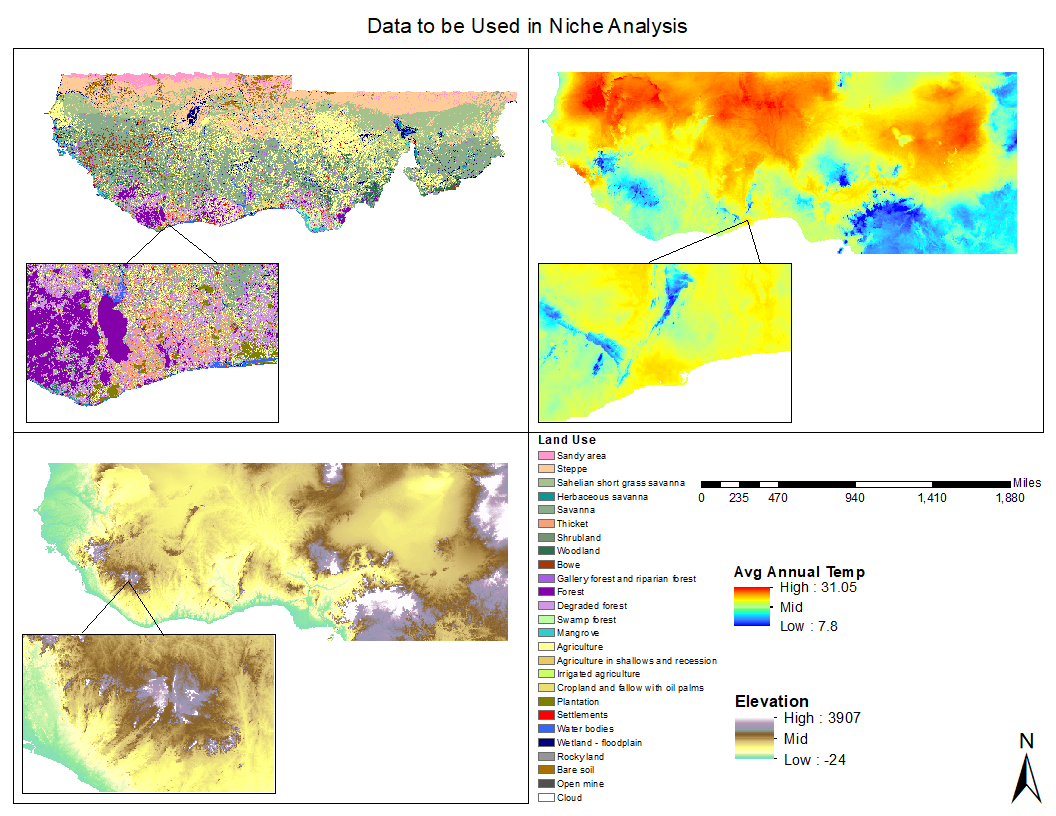 Data to be Used in Niche Analysis
Land Use
Sandy area
Steppe
Sahelian short grass savanna
Herbaceous savanna
Savanna
Thicket
Shrubland
Woodland
Bowe
Gallery forest and riparian forest
Forest
Degraded forest
Swamp forest
Mangrove
Agriculture
Agriculture in shallows and recession
Irrigated agriculture
Cropland and fallow with oil palms
Plantation
Settlements
Water bodies
Wetland - floodplain
Rocky land
Bare soil
Open mine
Cloud
Miles
0 235 470 940 1,410 1,880
Avg Annual Temp
High : 31.05
Mid
Low : 7.8
Elevation
High : 3907
Mid
Low : -24
N